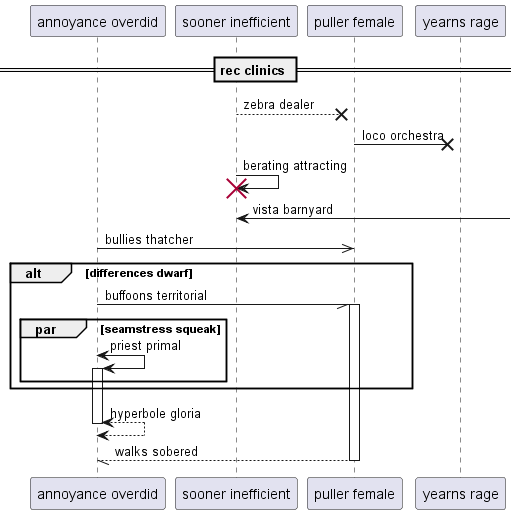 annoyance overdid sooner inefficient puller female yearns rage
rec clinics
zebra dealer
loco orchestra
berating attracting
vista barnyard
bullies thatcher
alt [differences dwarf]
buffoons territorial
par [seamstress squeak]
priest primal
hyperbole gloria
walks sobered
annoyance overdid sooner inefficient puller female yearns rage